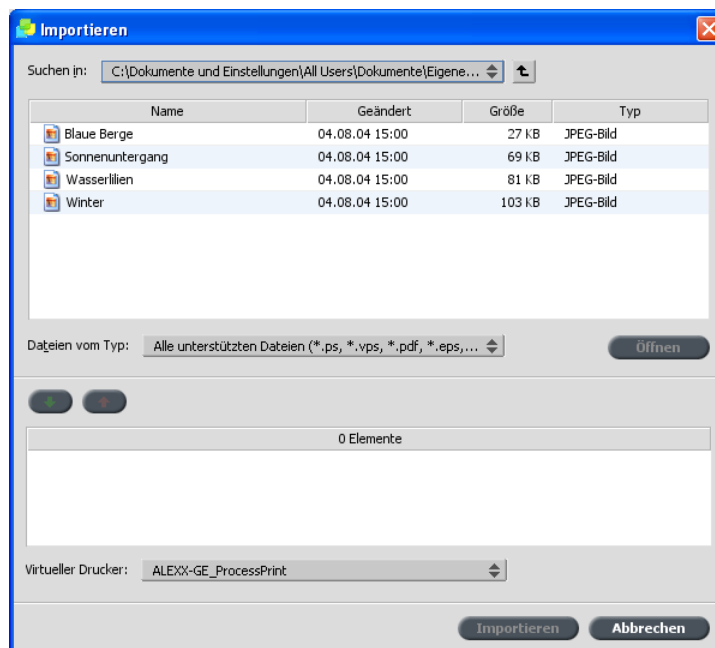 Importieren
Suchen in: C:\Dokumente und Einstellungen\All Users\Dokumente\Eigene...
Name Geändert Größe Typ
Blaue Berge 04.08.04 15:00 27 KB JPEG-Bild
Sonnenuntergang 04.08.04 15:00 69 KB JPEG-Bild
Wasserlilien 04.08.04 15:00 81 KB JPEG-Bild
Winter 04.08.04 15:00 103 KB JPEG-Bild
Dateien vom Typ: Alle unterstützten Dateien (*.ps, *.vps, *.pdf, *.eps,... Öffnen
0 Elemente
Virtueller Drucker: ALEXX-GE_ProcessPrint
Importieren Abbrechen